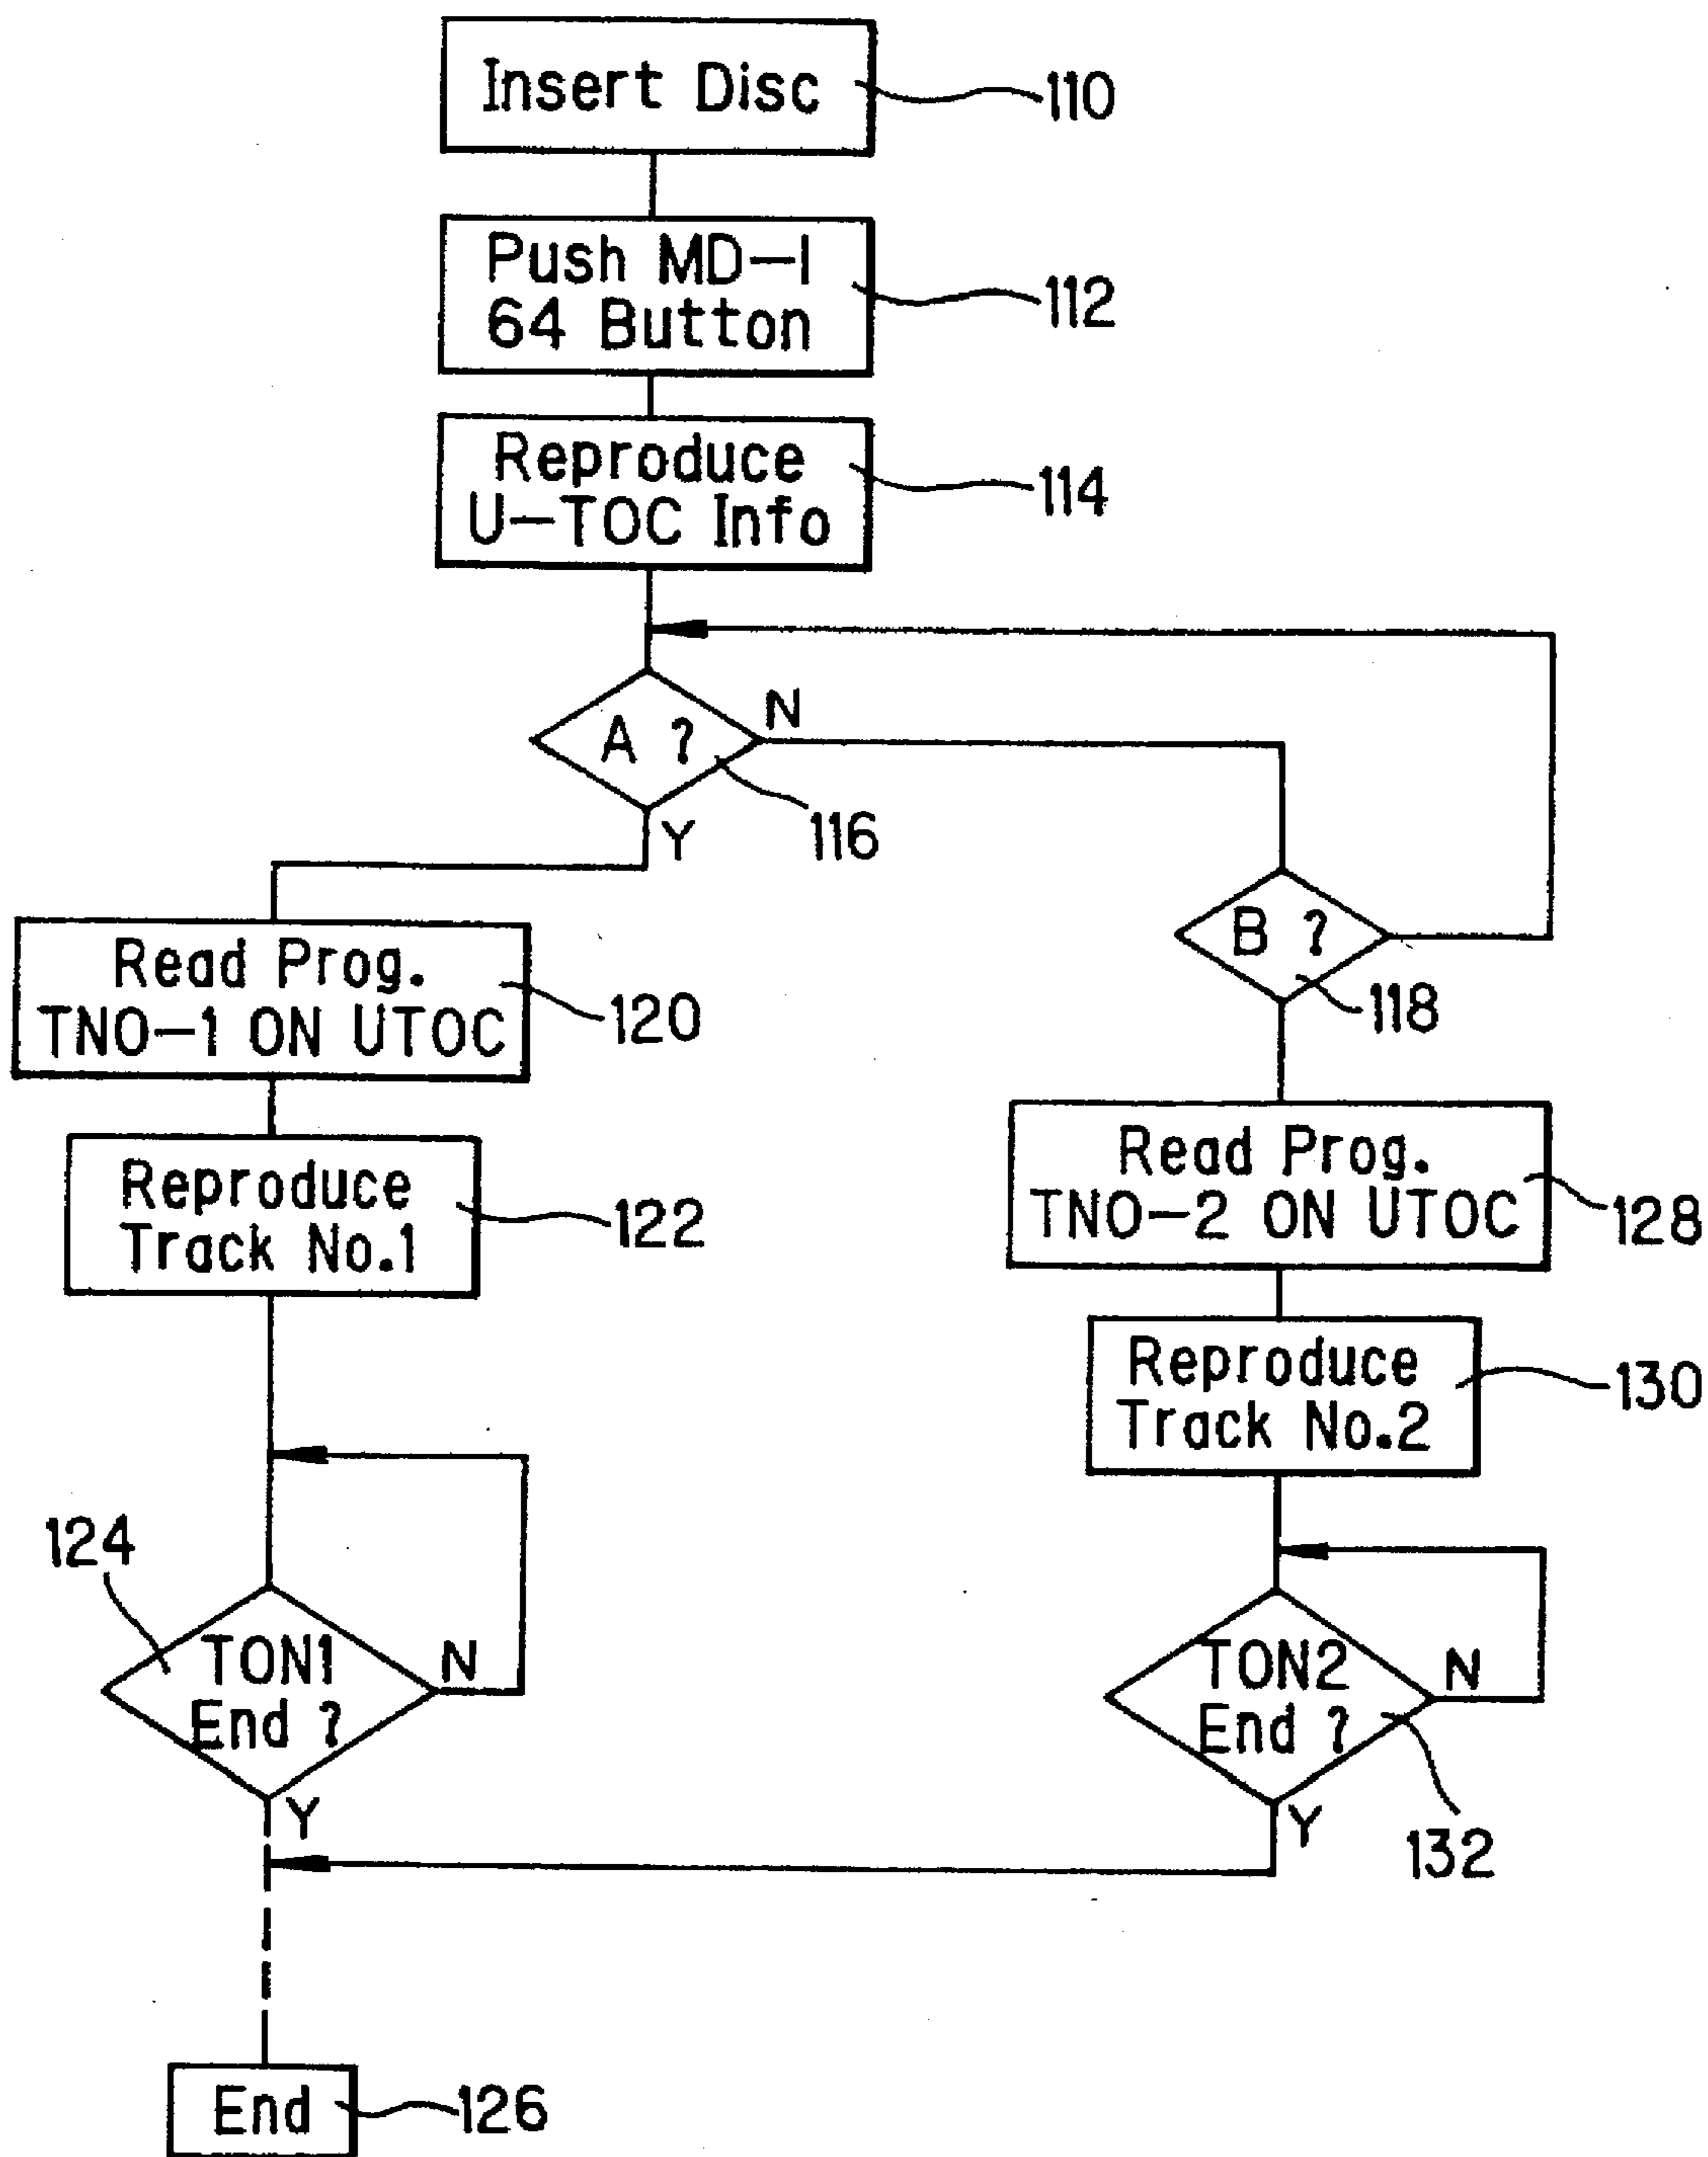 Insert Disc
110
Push MD-1
64 Button
112
Reproduce
U-TOC Info
114
A ?
N
116
Y
B ?
118
Read Prog.
TNO-1 ON UTOC
120
Reproduce
Track No.1
122
Read Prog.
TNO-2 ON UTOC
128
Reproduce
Track No.2
130
124
TON1
End ?
N
Y
TON2
End ?
N
Y
132
End
126